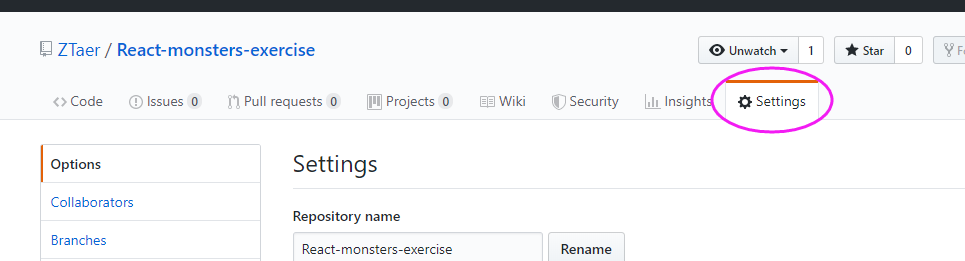 ZTaer / React-monsters-exercise
Unwatch 1 Star 0
Code Issues 0 Pull requests 0 Projects 0 Wiki Security Insights Settings
Options
Collaborators
Branches
Settings
Repository name
React-monsters-exercise Rename